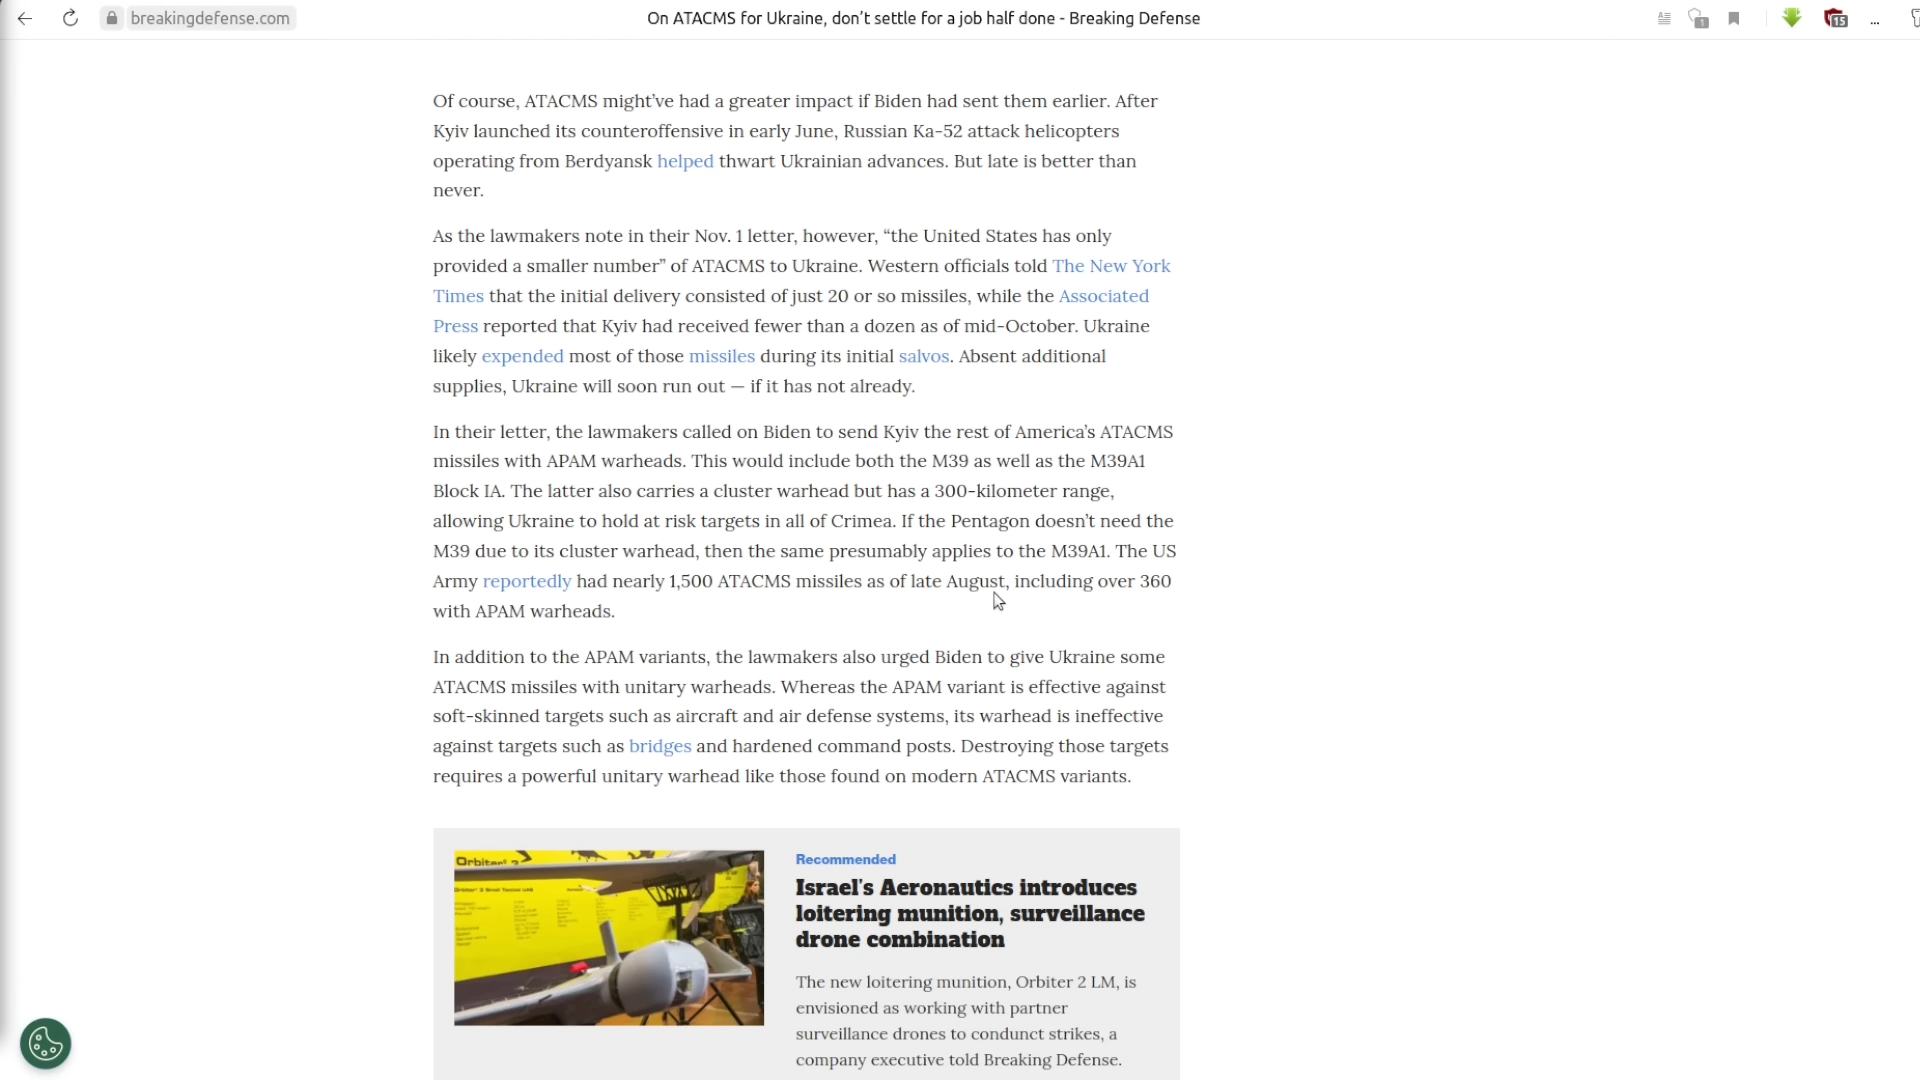 breakingdefense.com
On ATACMS for Ukraine, don’t settle for a job half done - Breaking Defense
1
15
...
Of course, ATACMS might’ve had a greater impact if Biden had sent them earlier. After
Kyiv launched its counteroffensive in early June, Russian Ka-52 attack helicopters
operating from Berdyansk helped thwart Ukrainian advances. But late is better than
never.
As the lawmakers note in their Nov. 1 letter, however, “the United States has only
provided a smaller number” of ATACMS to Ukraine. Western officials told The New York
Times that the initial delivery consisted of just 20 or so missiles, while the Associated
Press reported that Kyiv had received fewer than a dozen as of mid-October. Ukraine
likely expended most of those missiles during its initial salvos. Absent additional
supplies, Ukraine will soon run out — if it has not already.
In their letter, the lawmakers called on Biden to send Kyiv the rest of America’s ATACMS
missiles with APAM warheads. This would include both the M39 as well as the M39A1
Block IA. The latter also carries a cluster warhead but has a 300-kilometer range,
allowing Ukraine to hold at risk targets in all of Crimea. If the Pentagon doesn’t need the
M39 due to its cluster warhead, then the same presumably applies to the M39A1. The US
Army reportedly had nearly 1,500 ATACMS missiles as of late August, including over 360
with APAM warheads.
In addition to the APAM variants, the lawmakers also urged Biden to give Ukraine some
ATACMS missiles with unitary warheads. Whereas the APAM variant is effective against
soft-skinned targets such as aircraft and air defense systems, its warhead is ineffective
against targets such as bridges and hardened command posts. Destroying those targets
requires a powerful unitary warhead like those found on modern ATACMS variants.
Orbiter 2
Recommended
Israel’s Aeronautics introduces
loitering munition, surveillance
drone combination
The new loitering munition, Orbiter 2 LM, is
envisioned as working with partner
surveillance drones to condunct strikes, a
company executive told Breaking Defense.